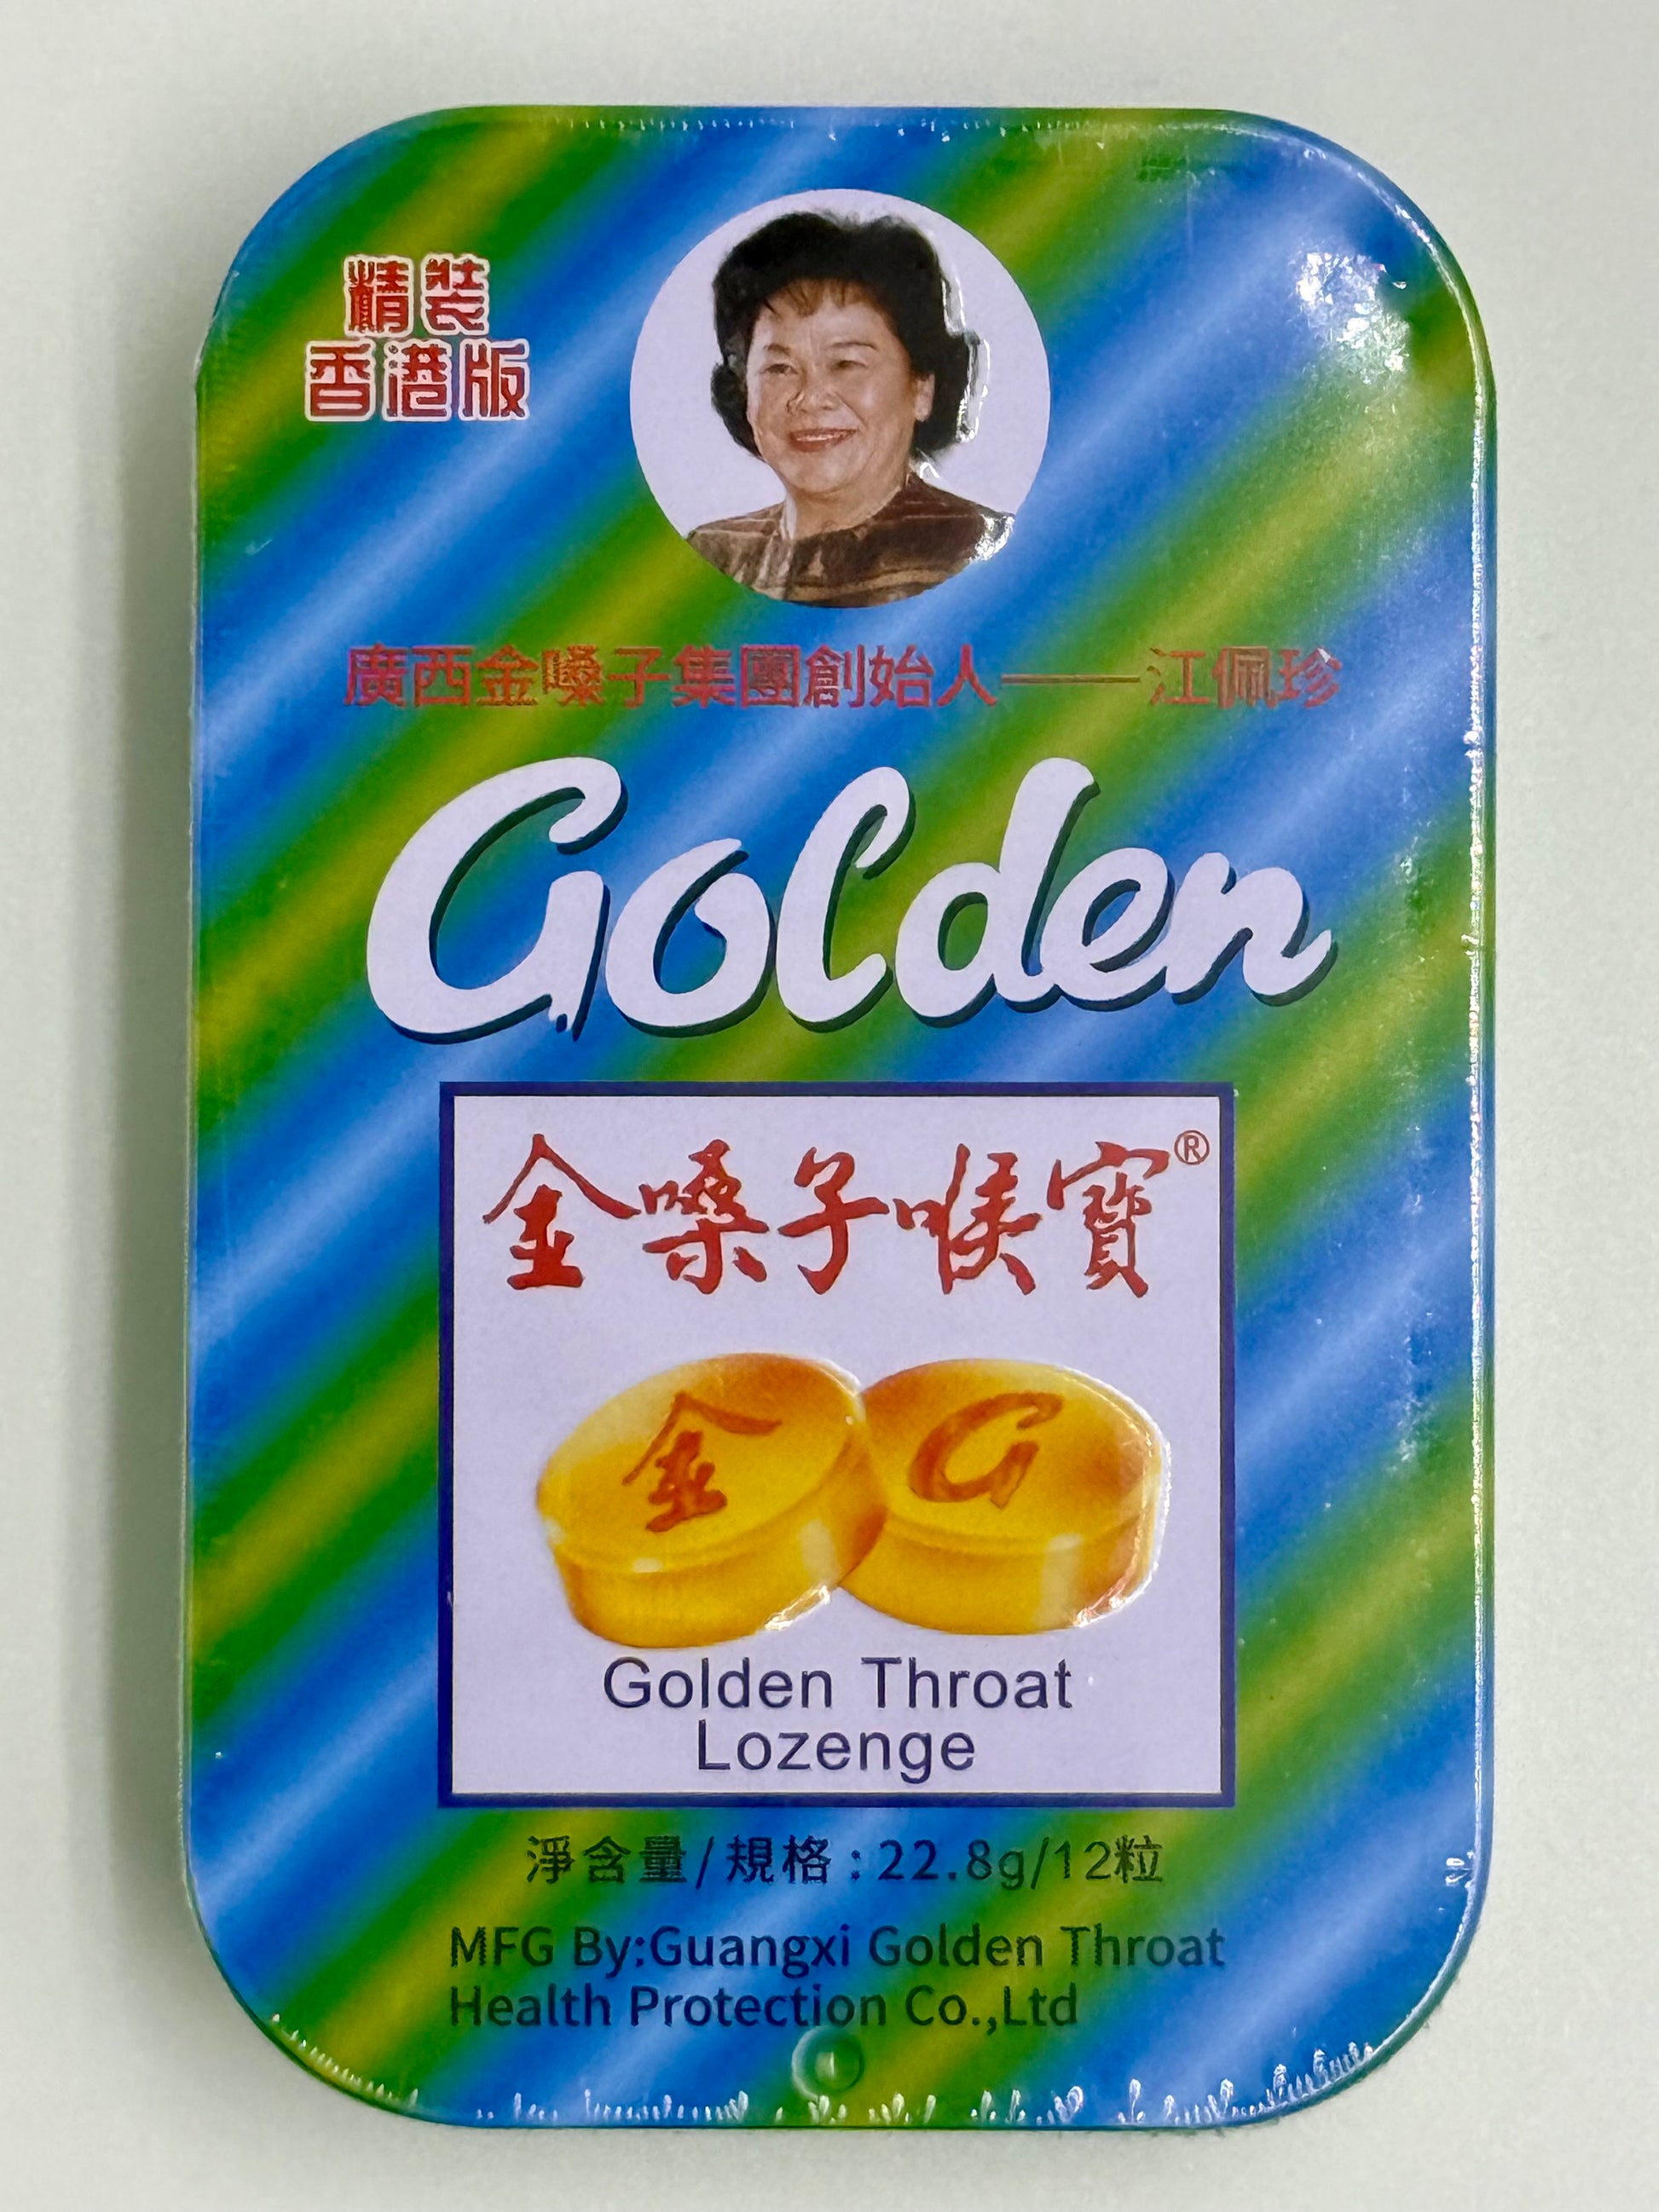 精装
香港版
廣西金嗓子集團創始人——江佩珍
Golden
金嗓子喉寶®
金 G
Golden Throat
Lozenge
淨含量/規格:22.8g/12粒
MFG By:Guangxi Golden Throat
Health Protection Co.,Ltd